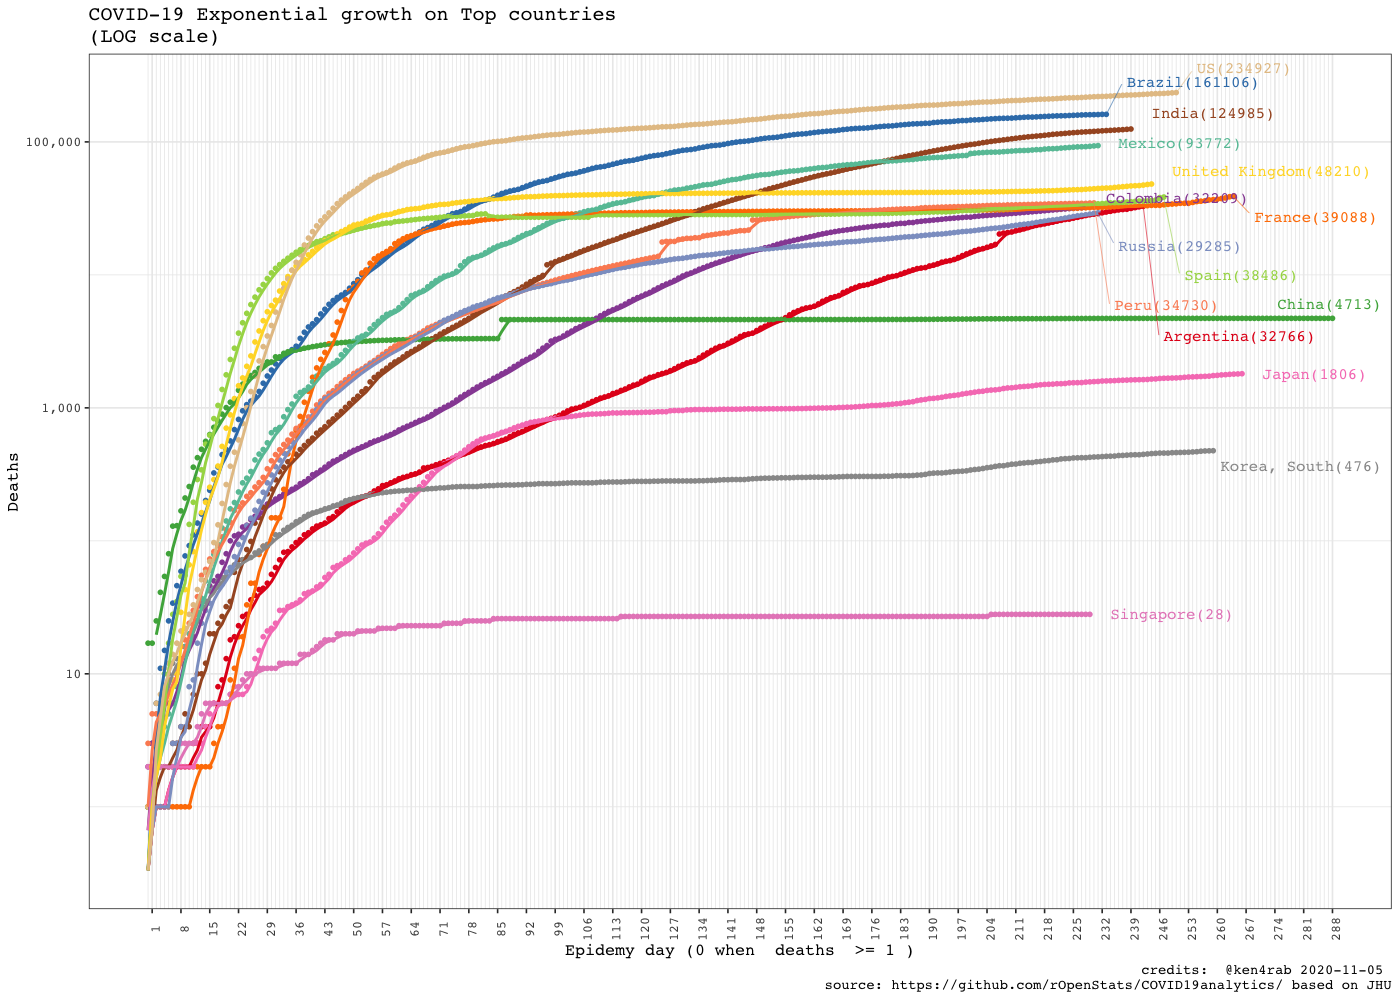 COVID-19 Exponential growth on Top countries
(LOG scale)
US(234927)
Brazil(161106)
India(124985)
100,000
Mexico(93772)
United Kingdom(48210)
Colombia(32209)
France(39088)
Russia(29285)
Spain(38486)
Peru(34730)
China(4713)
Argentina(32766)
Japan(1806)
1,000
Korea, South(476)
Deaths
Singapore(28)
10
1 8 15 22 29 36 43 50 57 64 71 78 85 92 99 106 113 120 127 134 141 148 155 162 169 176 183 190 197 204 211 218 225 232 239 246 253 260 267 274 281 288
Epidemy day (0 when deaths >= 1 )
credits: @ken4rab 2020-11-05
source: https://github.com/rOpenStats/COVID19analytics/ based on JHU